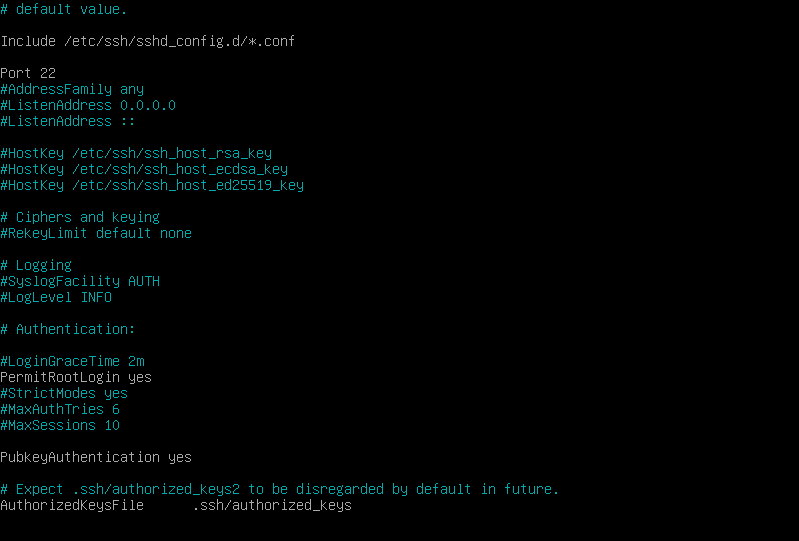 # default value.
Include /etc/ssh/sshd_config.d/*.conf
Port 22
#AddressFamily any
#ListenAddress 0.0.0.0
#ListenAddress ::
#HostKey /etc/ssh/ssh_host_rsa_key
#HostKey /etc/ssh/ssh_host_ecdsa_key
#HostKey /etc/ssh/ssh_host_ed25519_key
# Ciphers and keying
#RekeyLimit default none
# Logging
#SyslogFacility AUTH
#LogLevel INFO
# Authentication:
#LoginGraceTime 2m
PermitRootLogin yes
#StrictModes yes
#MaxAuthTries 6
#MaxSessions 10
PubkeyAuthentication yes
# Expect .ssh/authorized_keys2 to be disregarded by default in future.
AuthorizedKeysFile      .ssh/authorized_keys